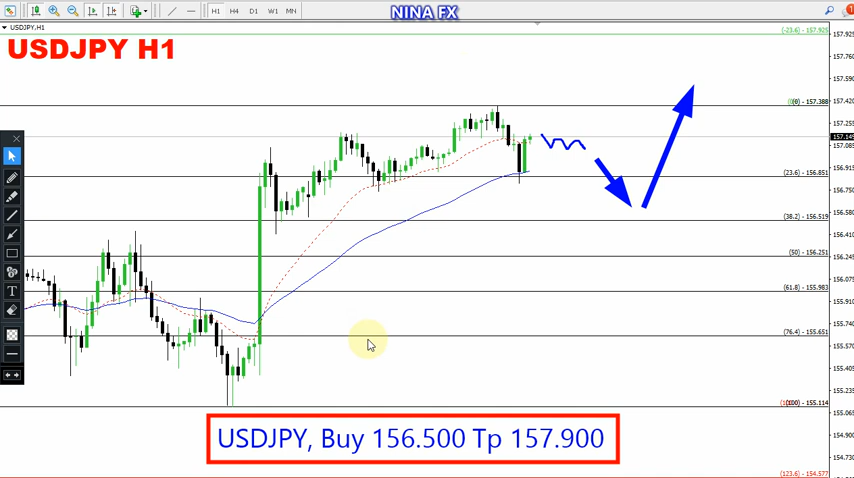 H1 H4 D1 W1 MN
NINA FX
USDJPY,H1
USDJPY H1
(-23.6) - 157.925
157.925
157.760
157.590
157.420
(0) - 157.388
157.255
157.149
157.085
156.915
(23.6) - 156.851
156.750
156.580
(38.2) - 156.519
156.410
(50) - 156.251
156.245
156.075
(61.8) - 155.983
155.910
155.740
(76.4) - 155.651
155.570
155.405
155.235
(100) - 155.114
155.065
USDJPY, Buy 156.500 Tp 157.900
154.900
154.730
(123.6) - 154.577
T